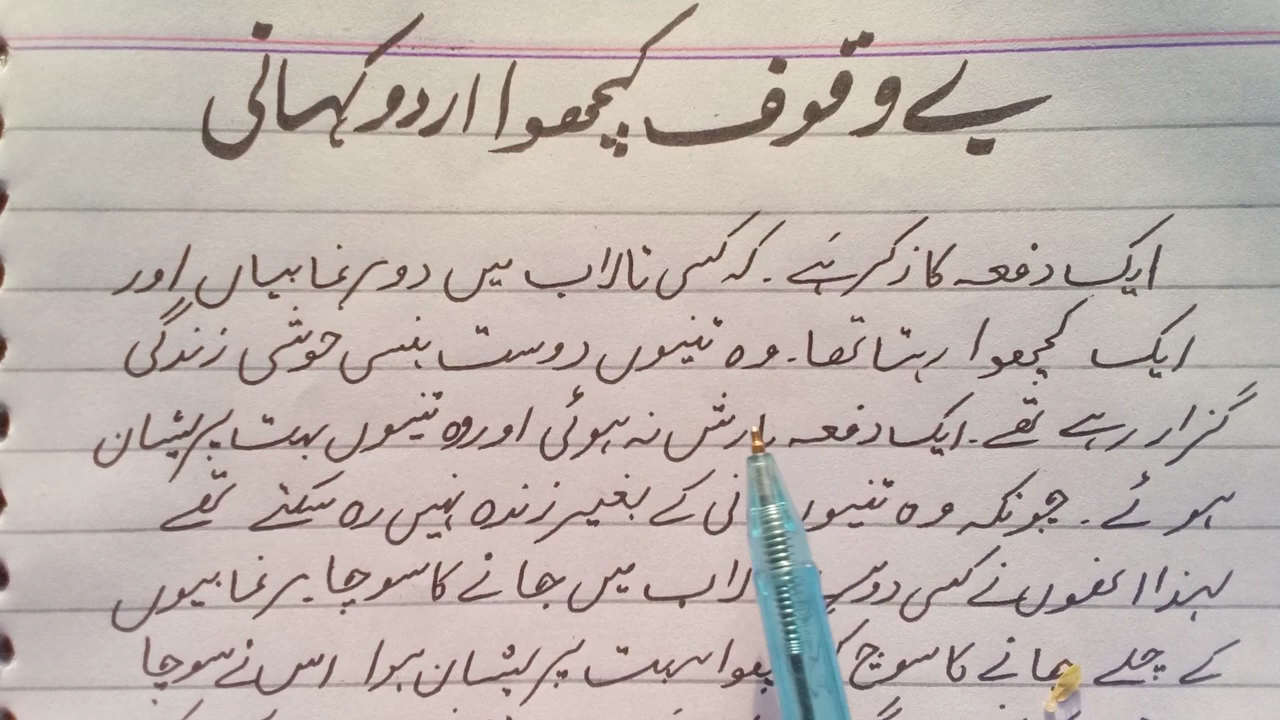 بے وقوف کچھوا اردو کہانی
ایک دفعہ کا ذکر ہے ۔ کہ کسی تالاب میں دو مرغابیاں اور
ایک کچھوا رہتا تھا ۔ وہ تینوں دوست ہنسی خوشی زندگی
گزار رہے تھے ۔ ایک دفعہ بارش نہ ہوئی اور وہ تینوں بہت پریشان
ہوئے ۔ چونکہ وہ تینوں کے بغیر زندہ نہیں رہ سکتے تھے
لہذا انھوں نے کسی میں جانے کا سوچا ۔ مرغابیوں
کے چلے جانے کا سوچ بہت پریشان ہوا اس نے سوچا